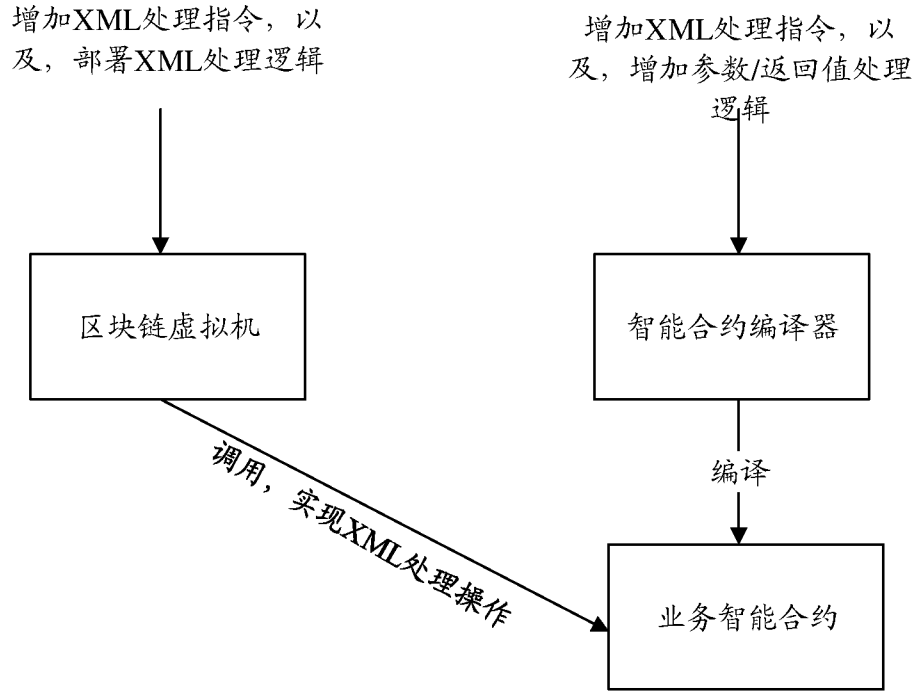 增加XML处理指令，以
及，部署XML处理逻辑
增加XML处理指令，以
及，增加参数/返回值处理
逻辑
区块链虚拟机
智能合约编译器
调用，实现XML处理操作
编译
业务智能合约